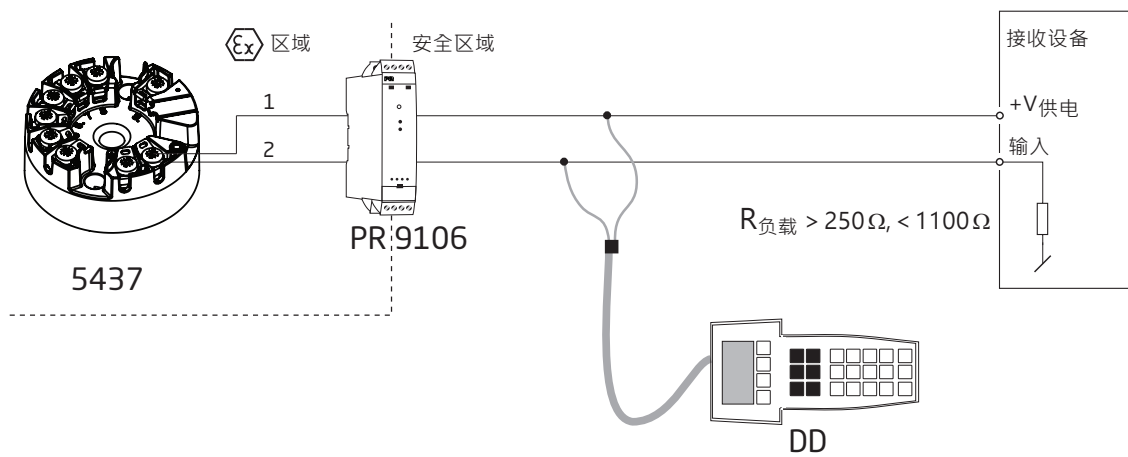 Ex 区域
安全区域
接收设备
PR
1
+V供电
2
输入
R负载 > 250Ω, < 1100Ω
PR 9106
5437
DD